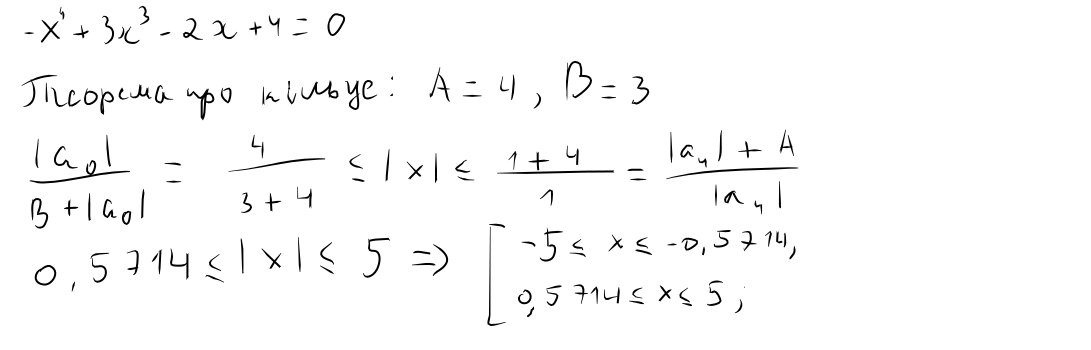 -x⁴ + 3x³ - 2x + 4 = 0
Теорема про кільце: A = 4, B = 3
|a₀| / (B + |a₀|) = 4 / (3 + 4) ≤ |x| ≤ (1 + 4) / 1 = (|a₄| + A) / |a₄|
0,5714 ≤ |x| ≤ 5 => [ -5 ≤ x ≤ -0,5714,
0,5714 ≤ x ≤ 5;